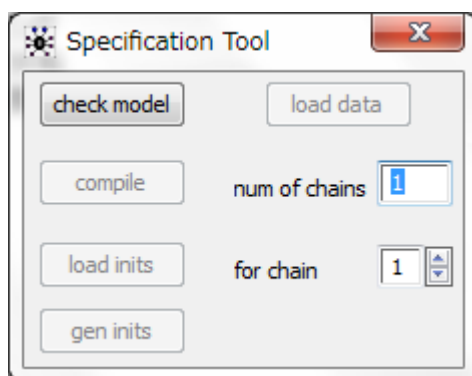 Specification Tool
check model load data
compile num of chains 1
load inits for chain 1
gen inits